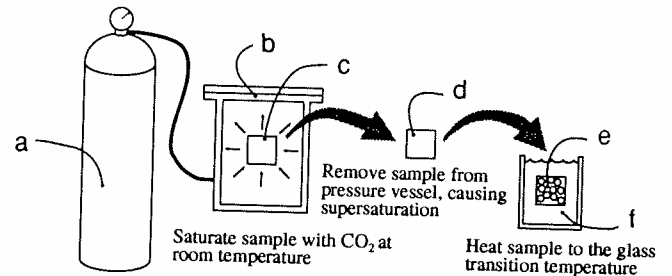 a
b
c
d
e
f
Saturate sample with CO2 at
room temperature
Remove sample from
pressure vessel, causing
supersaturation
Heat sample to the glass
transition temperature